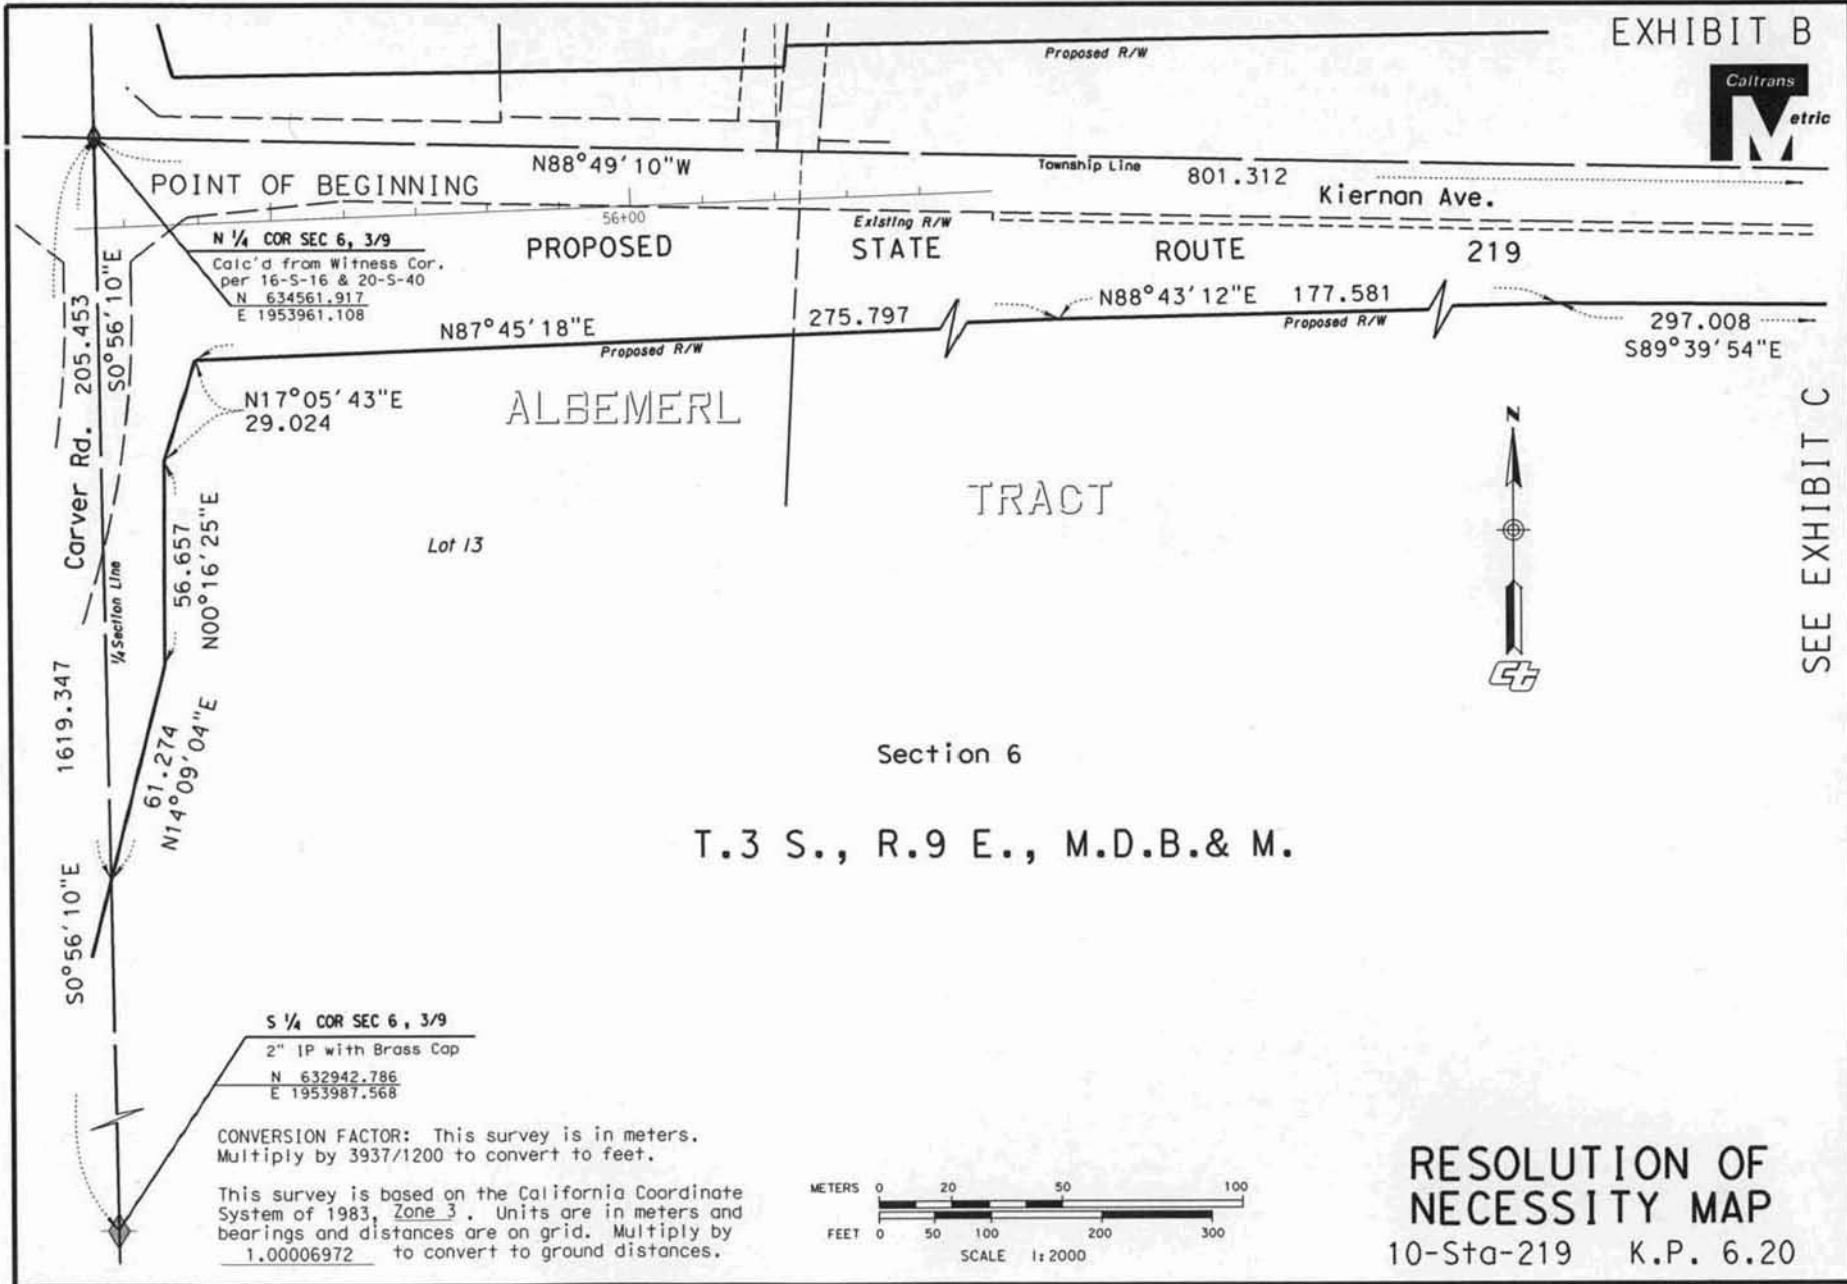 EXHIBIT B
Caltrans
Metric
Proposed R/W
N88°49'10"W
Township Line
801.312
Kiernan Ave.
POINT OF BEGINNING
56+00
Existing R/W
N 1/4 COR SEC 6, 3/9
Calc'd from Witness Cor.
per 16-S-16 & 20-S-40
N 634561.917
E 1953961.108
PROPOSED STATE ROUTE 219
Carver Rd. 205.453
S0°56'10"E
N87°45'18"E
275.797
Proposed R/W
N88°43'12"E 177.581
Proposed R/W
297.008
S89°39'54"E
N17°05'43"E
29.024
ALBEMERL
TRACT
N
ct
SEE EXHIBIT C
Lot 13
56.657
N00°16'25"E
1/4 Section Line
1619.347
61.274
N14°09'04"E
Section 6
T.3 S., R.9 E., M.D.B.& M.
S0°56'10"E
S 1/4 COR SEC 6, 3/9
2" IP with Brass Cap
N 632942.786
E 1953987.568
CONVERSION FACTOR: This survey is in meters.
Multiply by 3937/1200 to convert to feet.
This survey is based on the California Coordinate
System of 1983, Zone 3 . Units are in meters and
bearings and distances are on grid. Multiply by
1.00006972 to convert to ground distances.
METERS 0 20 50 100
FEET 0 50 100 200 300
SCALE 1:2000
RESOLUTION OF
NECESSITY MAP
10-Sta-219 K.P. 6.20